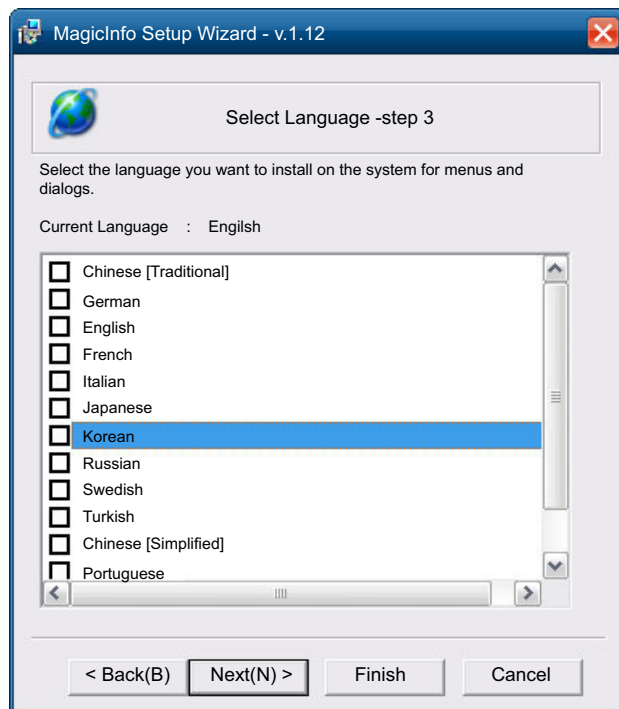 MagicInfo Setup Wizard - v.1.12
Select Language -step 3
Select the language you want to install on the system for menus and
dialogs.
Current Language : Engilsh
Chinese [Traditional]
German
English
French
Italian
Japanese
Korean
Russian
Swedish
Turkish
Chinese [Simplified]
Portuguese
< Back(B) Next(N) > Finish Cancel